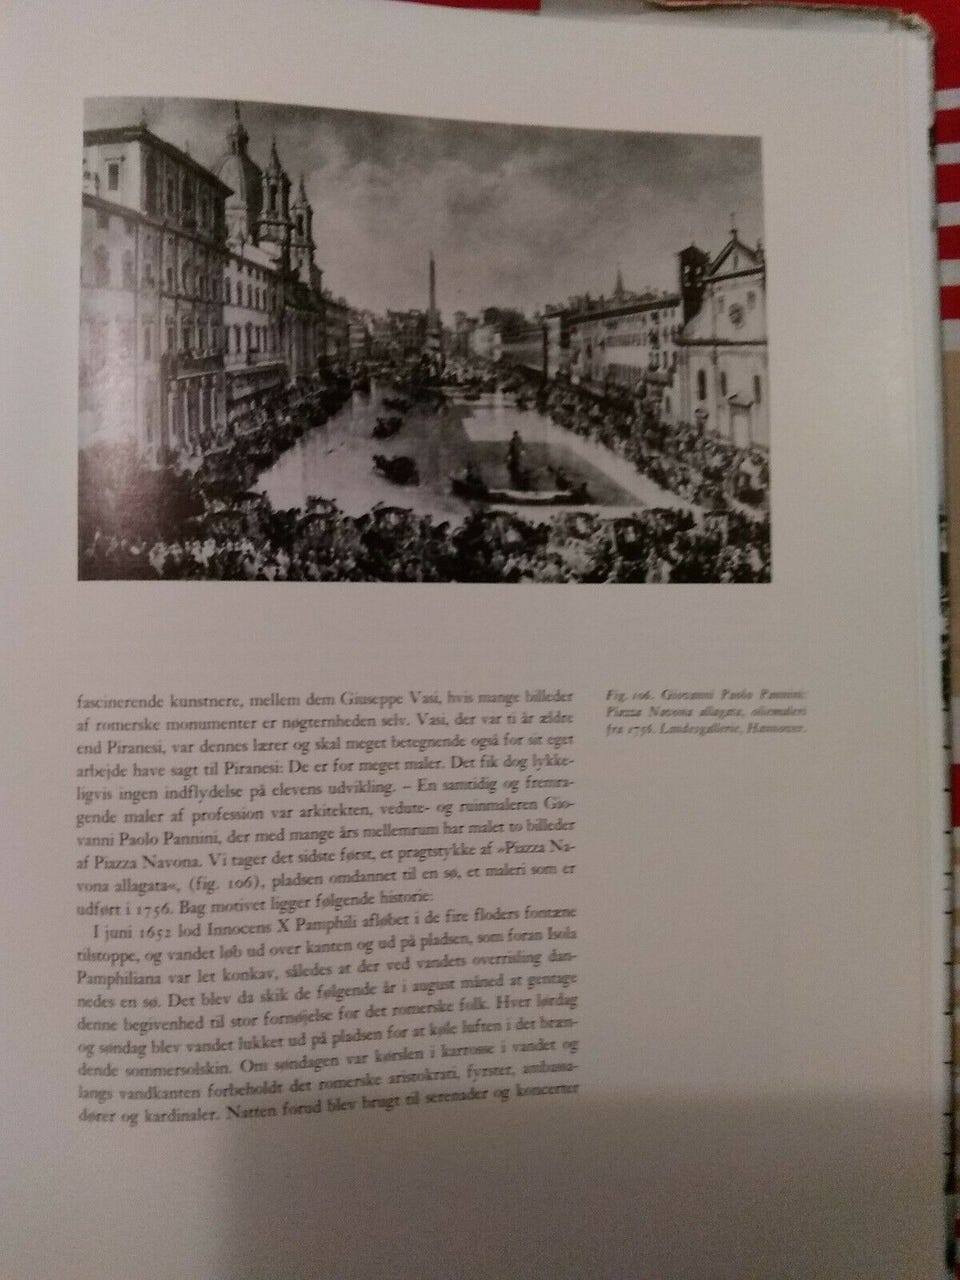 fascinerende kunstnere, mellem dem Giuseppe Vasi, hvis mange billeder
af romerske monumenter er nøgternheden selv. Vasi, der var ti år ældre
end Piranesi, var dennes lærer og skal meget betegnende også for sit eget
arbejde have sagt til Piranesi: De er for meget maler. Det fik dog lykke-
ligvis ingen indflydelse på elevens udvikling. – En samtidig og fremra-
gende maler af profession var arkitekten, vedute- og ruinmaleren Gio-
vanni Paolo Pannini, der med mange års mellemrum har malet to billeder
af Piazza Navona. Vi tager det sidste først, et pragtstykke af »Piazza Na-
vona allagata«, (fig. 106), pladsen omdannet til en sø, et maleri som er
udført i 1756. Bag motivet ligger følgende historie:
I juni 1652 lod Innocens X Pamphili afløbet i de fire floders fontæne
tilstoppe, og vandet løb ud over kanten og ud på pladsen, som foran Isola
Pamphiliana var let konkav, således at der ved vandets overrisling dan-
nedes en sø. Det blev da skik de følgende år i august måned at gentage
denne begivenhed til stor fornøjelse for det romerske folk. Hver lørdag
og søndag blev vandet lukket ud på pladsen for at køle luften i det bræn-
dende sommersolskin. Om søndagen var kørslen i karrosse i vandet og
langs vandkanten forbeholdt det romerske aristokrati, fyrster, ambassa-
dører og kardinaler. Natten forud blev brugt til serenader og koncerter
Fig. 106. Giovanni Paolo Pannini:
Piazza Navona allagata, oliemaleri
fra 1756. Landesgallerie, Hannover.